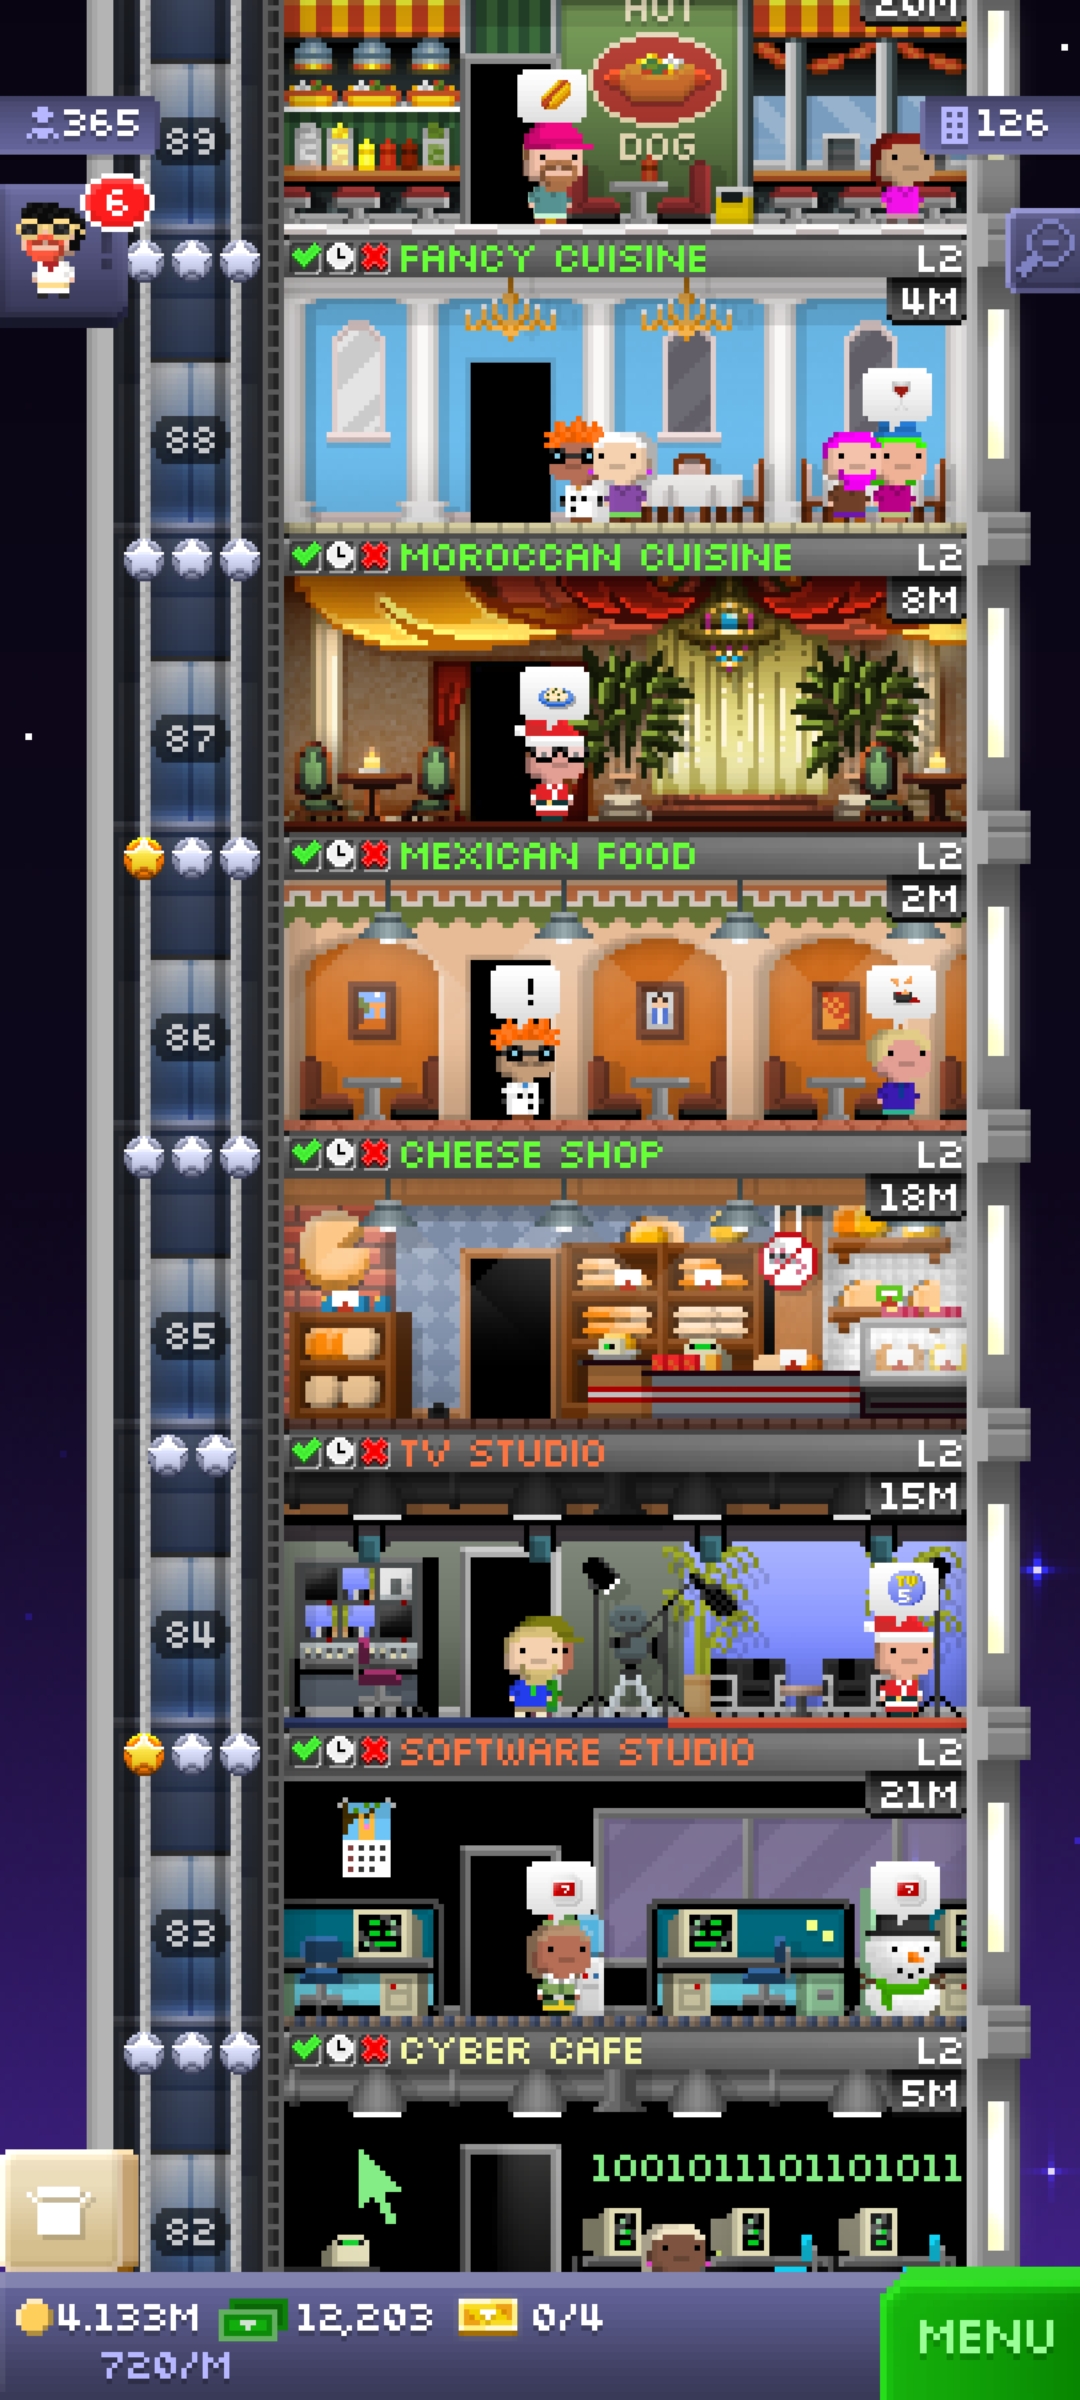 20M
HOT
365
126
89
DOG
6
FANCY CUISINE L2
4M
88
MOROCCAN CUISINE L2
8M
87
MEXICAN FOOD L2
2M
!
86
CHEESE SHOP L2
18M
85
TV STUDIO L2
15M
TV
5
84
SOFTWARE STUDIO L2
21M
?
?
83
CYBER CAFE L2
5M
1001011101101011
82
4.133M 12,203 0/4
720/M
MENU